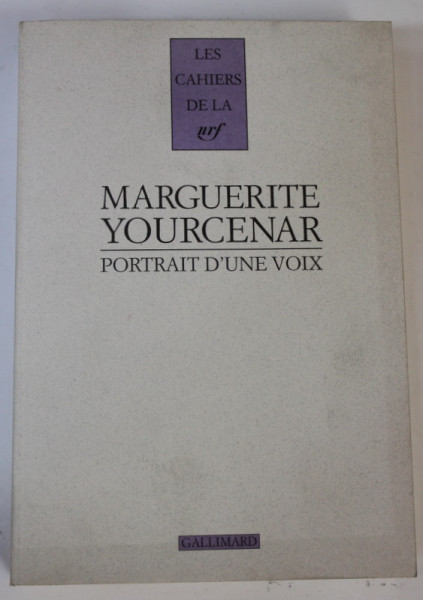 LES
CAHIERS
DE LA
nrf
MARGUERITE
YOURCENAR
PORTRAIT D'UNE VOIX
GALLIMARD